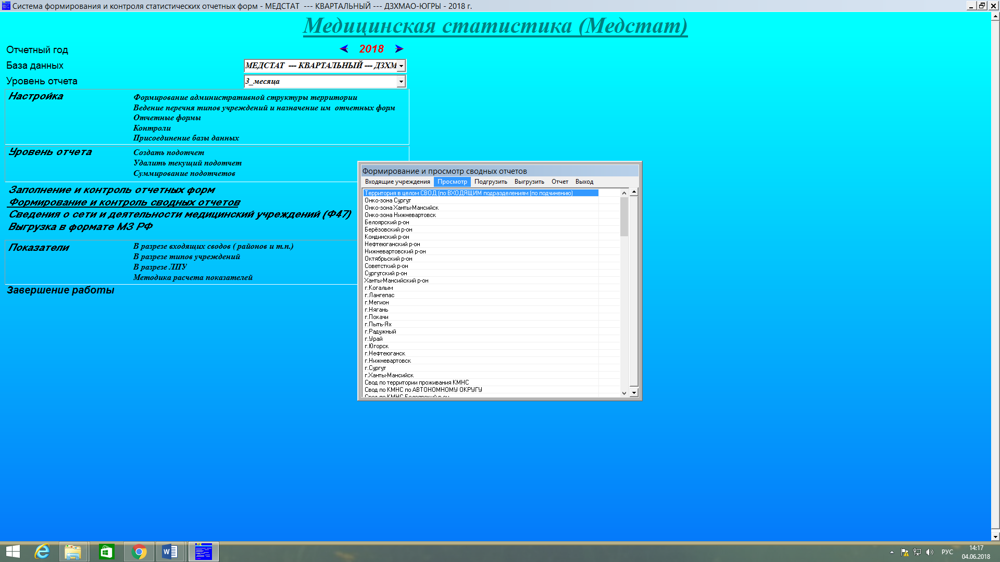 Система формирования и контроля статистических отчетных форм - МЕДСТАТ --- КВАРТАЛЬНЫЙ --- ДЗХМАО-ЮГРЫ - 2018 г.
Медицинская статистика (Медстат)
Отчетный год
2018
База данных
МЕДСТАТ --- КВАРТАЛЬНЫЙ --- ДЗХМ
Уровень отчета
3_месяца
Настройка
Формирование административной структуры территории
Ведение перечня типов учреждений и назначение им отчетных форм
Отчетные формы
Контроли
Присоединение базы данных
Уровень отчета
Создать подотчет
Удалить текущий подотчет
Суммирование подотчетов
Заполнение и контроль отчетных форм
Формирование и контроль сводных отчетов
Сведения о сети и деятельности медицинский учреждений (Ф47)
Выгрузка в формате МЗ РФ
Показатели
В разрезе входящих сводов ( районов и т.п.)
В разрезе типов учреждений
В разрезе ЛПУ
Методика расчета показателей
Завершение работы
Формирование и просмотр сводных отчетов
Входящие учреждения Просмотр Подгрузить Выгрузить Отчет Выход
Территория в целом СВОД (по ВХОДЯЩИМ подразделениям (по подчинению)
Онко-зона Сургут
Онко-зона Ханты-Мансийск
Онко-зона Нижневартовск
Белоярский р-он
Берёзовский р-он
Кондинский р-он
Нефтеюганский р-он
Нижневартовский р-он
Октябрьский р-он
Советсткий р-он
Сургутский р-он
Ханты-Мансийский р-он
г.Когалым
г.Лангепас
г.Мегион
г.Нягань
г.Покачи
г.Пыть-Ях
г.Радужный
г.Урай
г.Югорск
г.Нефтеюганск
г.Нижневартовск
г.Сургут
г.Ханты-Мансийск
Свод по территории проживания КМНС
Свод по КМНС по АВТОНОМНОМУ ОКРУГУ
Свод по КМНС Белоярский р-он
РУС
14:17
04.06.2018